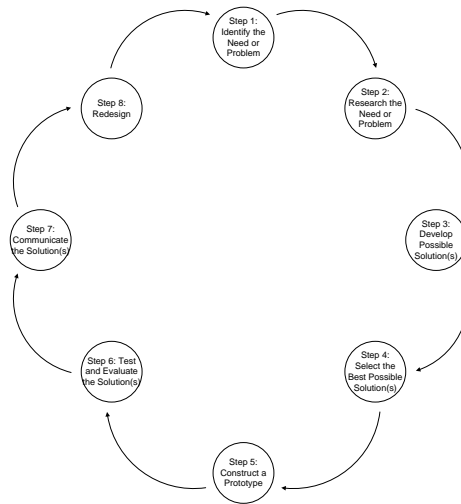 Step 1:
Identify the
Need or
Problem
Step 2:
Research the
Need or
Problem
Step 3:
Develop
Possible
Solution(s)
Step 4:
Select the
Best Possible
Solution(s)
Step 5:
Construct a
Prototype
Step 6: Test
and Evaluate
the Solution(s)
Step 7:
Communicate
the Solution(s)
Step 8:
Redesign